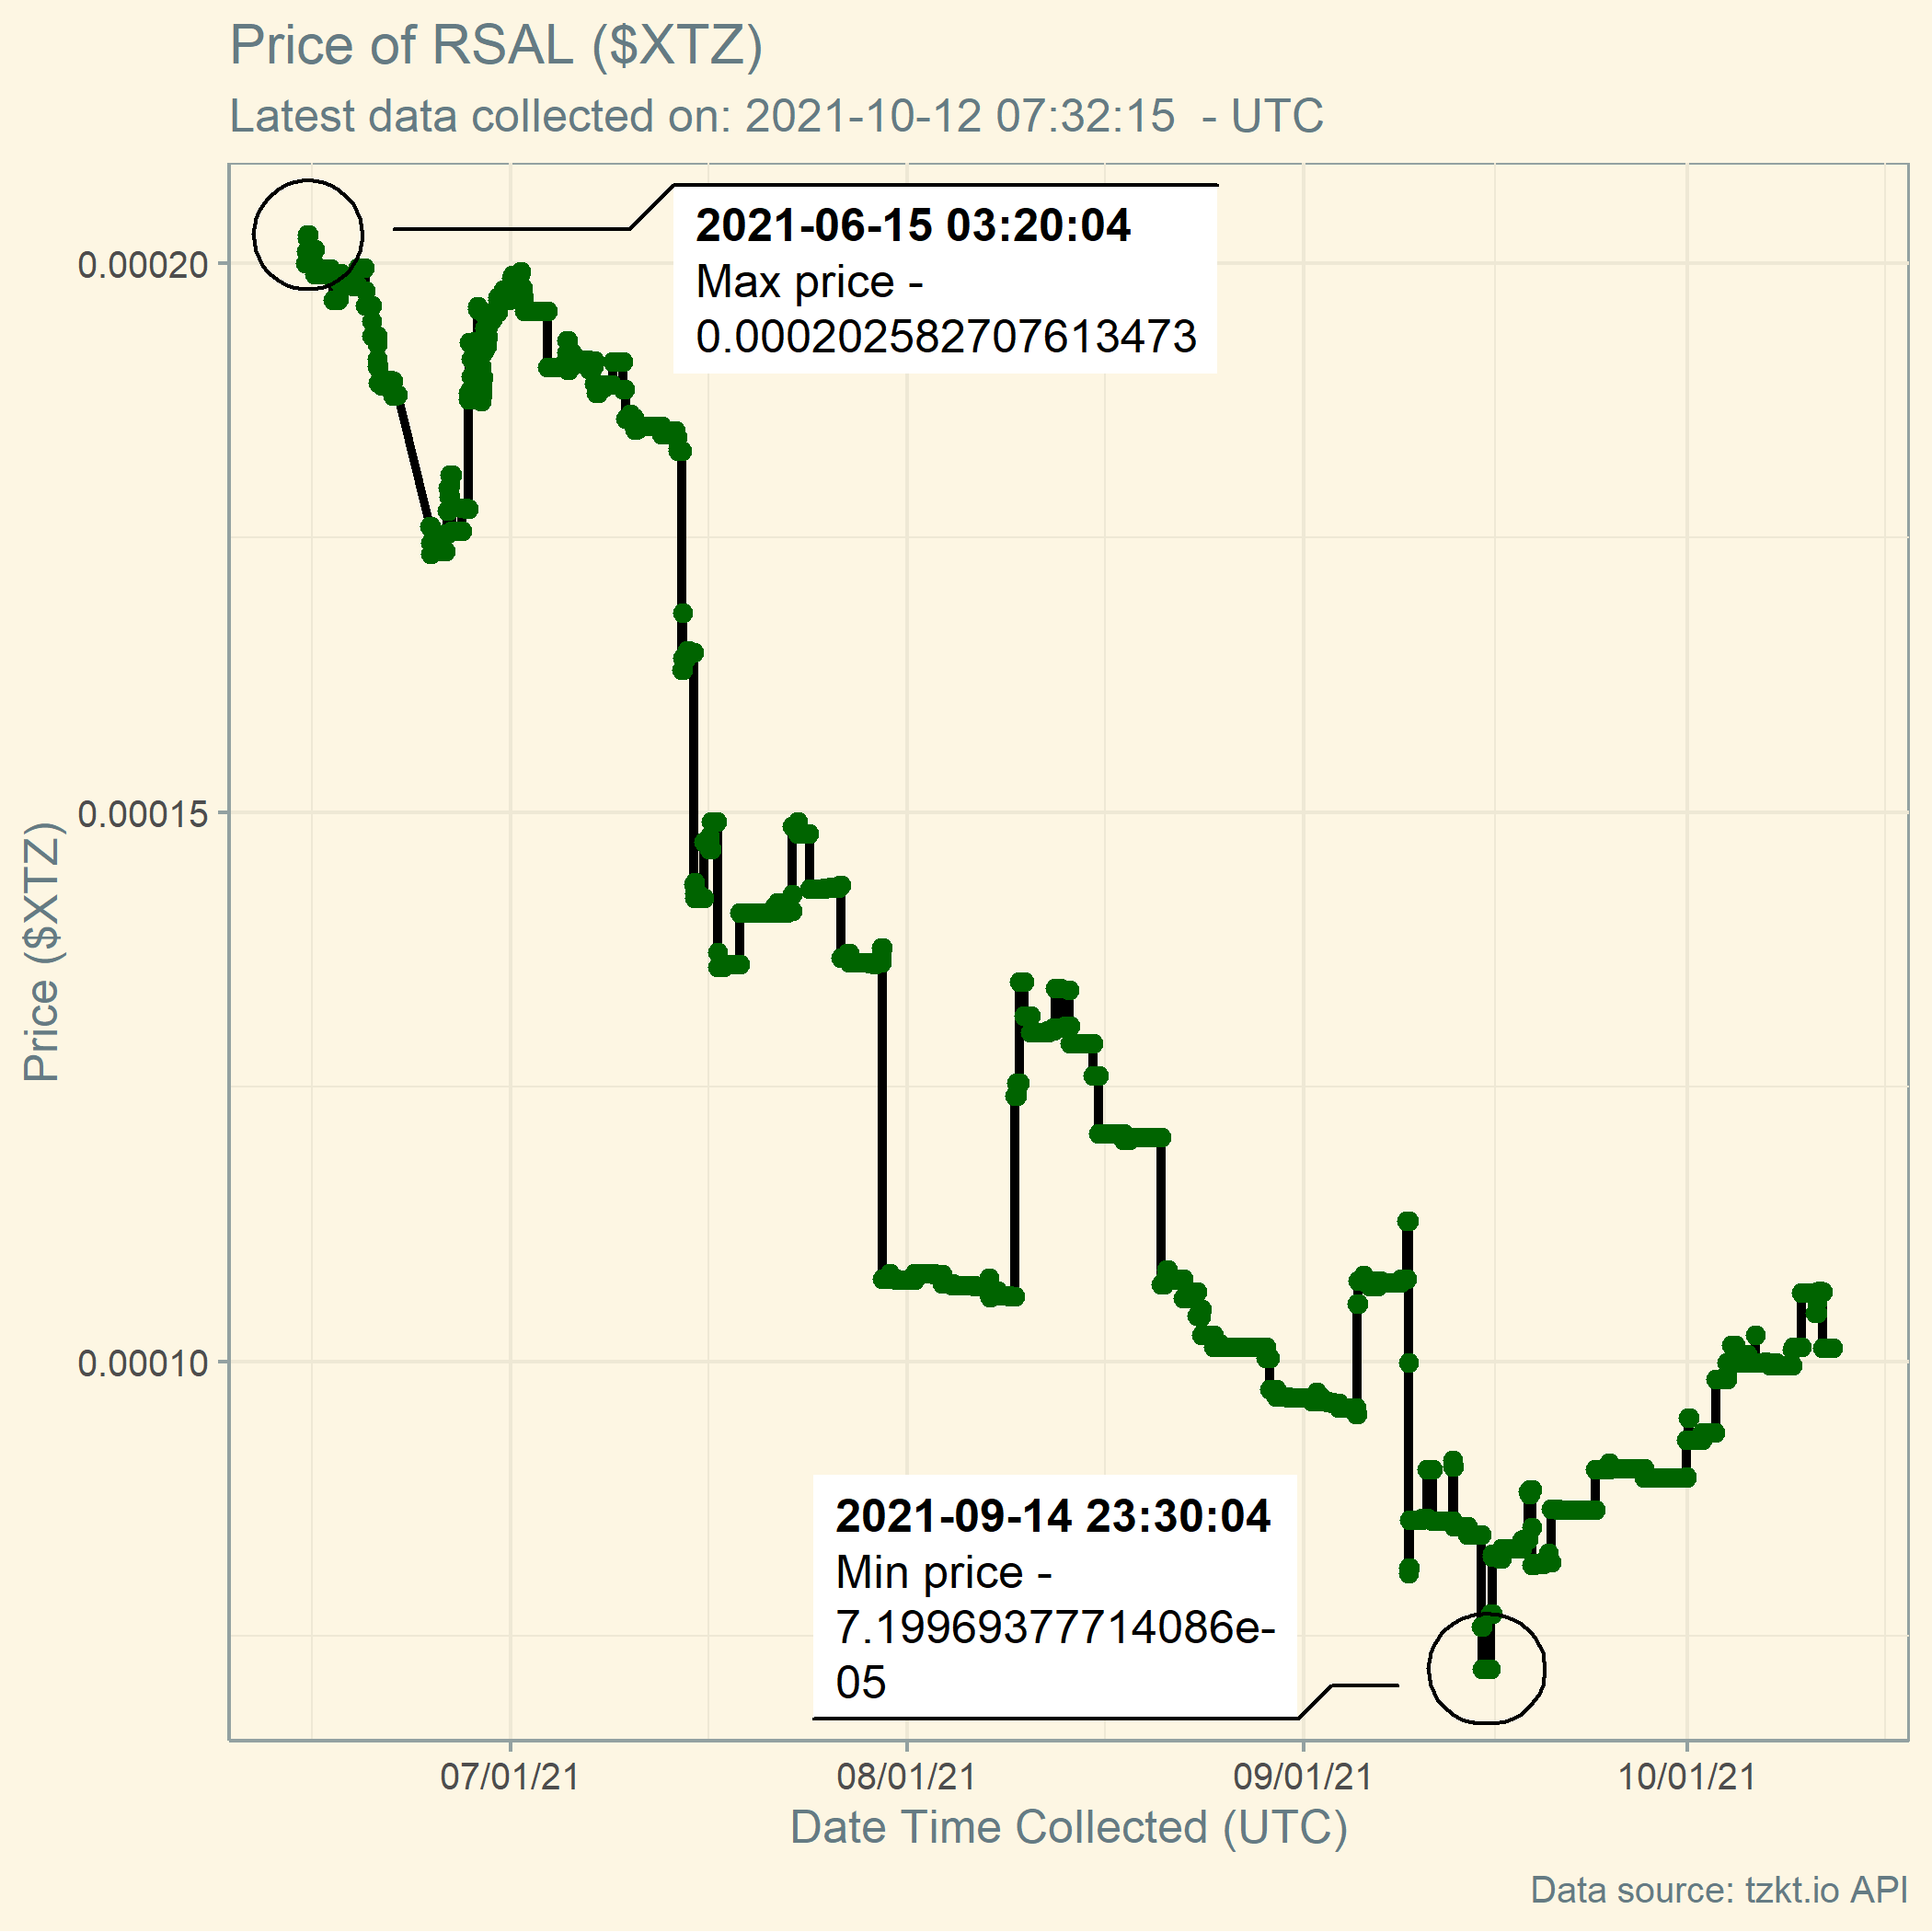 Price of RSAL ($XTZ)
Latest data collected on: 2021-10-12 07:32:15  - UTC
2021-06-15 03:20:04
Max price -
0.000202582707613473
0.00020
0.00015
0.00010
Price ($XTZ)
2021-09-14 23:30:04
Min price -
7.19969377714086e-
05
07/01/21
08/01/21
09/01/21
10/01/21
Date Time Collected (UTC)
Data source: tzkt.io API